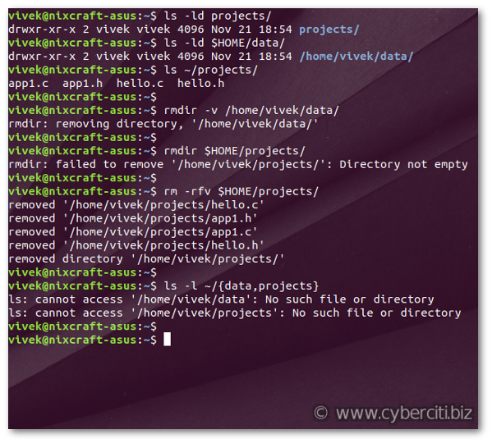 vivek@nixcraft-asus:~$ ls -ld projects/
drwxr-xr-x 2 vivek vivek 4096 Nov 21 18:54 projects/
vivek@nixcraft-asus:~$ ls -ld $HOME/data/
drwxr-xr-x 2 vivek vivek 4096 Nov 21 18:54 /home/vivek/data/
vivek@nixcraft-asus:~$ ls ~/projects/
app1.c  app1.h  hello.c  hello.h
vivek@nixcraft-asus:~$
vivek@nixcraft-asus:~$ rmdir -v /home/vivek/data/
rmdir: removing directory, '/home/vivek/data/'
vivek@nixcraft-asus:~$
vivek@nixcraft-asus:~$ rmdir $HOME/projects/
rmdir: failed to remove '/home/vivek/projects/': Directory not empty
vivek@nixcraft-asus:~$
vivek@nixcraft-asus:~$ rm -rfv $HOME/projects/
removed '/home/vivek/projects/hello.c'
removed '/home/vivek/projects/app1.h'
removed '/home/vivek/projects/app1.c'
removed '/home/vivek/projects/hello.h'
removed directory '/home/vivek/projects/'
vivek@nixcraft-asus:~$
vivek@nixcraft-asus:~$ ls -l ~/{data,projects}
ls: cannot access '/home/vivek/data': No such file or directory
ls: cannot access '/home/vivek/projects': No such file or directory
vivek@nixcraft-asus:~$
vivek@nixcraft-asus:~$
© www.cyberciti.biz